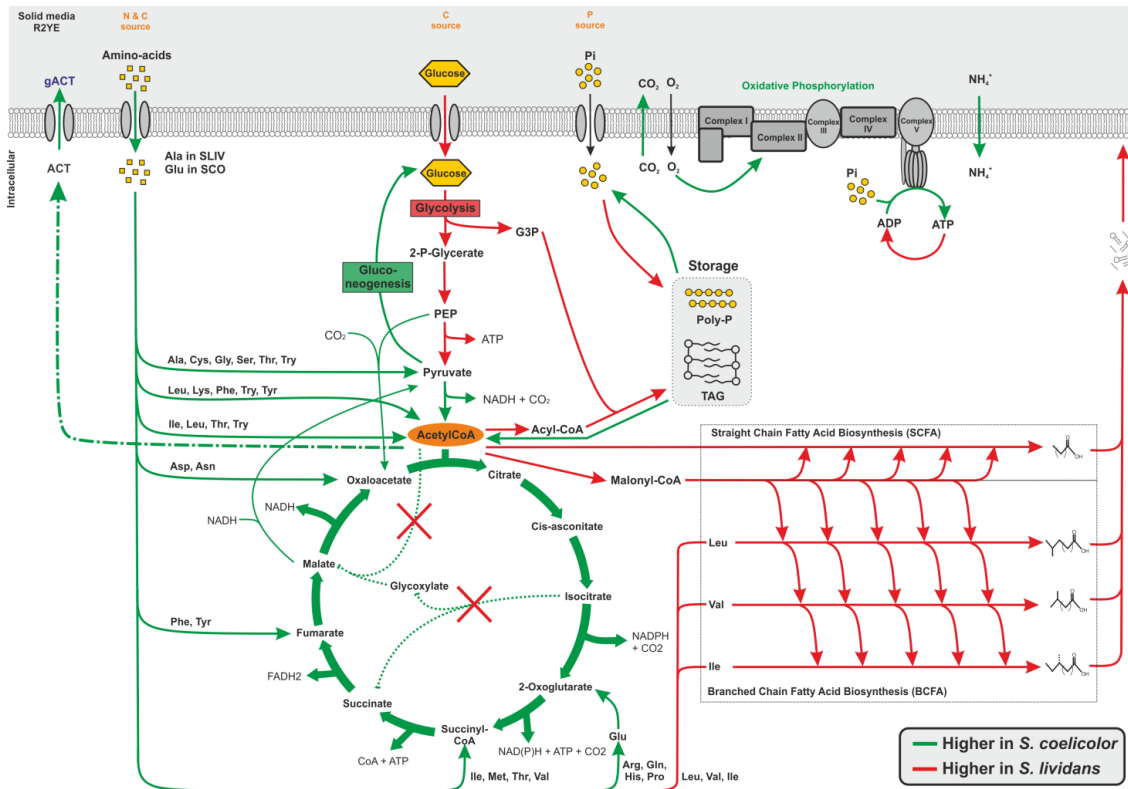 Solid media
R2YE
N & C
source
C
source
P
source
Amino-acids
gACT
Glucose
Pi
CO₂ O₂
Oxidative Phosphorylation
NH₄⁺
Complex I
Complex II
Complex
III
Complex
IV
Complex
V
Intracellular
ACT
Ala in SLIV
Glu in SCO
Glucose
CO₂ O₂
NH₄⁺
Pi
ADP
ATP
Glycolysis
G3P
2-P-Glycerate
Gluco-
neogenesis
Storage
Poly-P
TAG
PEP
CO₂
ATP
Ala, Cys, Gly, Ser, Thr, Try
Pyruvate
Leu, Lys, Phe, Try, Tyr
NADH + CO₂
Ile, Leu, Thr, Try
AcetylCoA
Acyl-CoA
Straight Chain Fatty Acid Biosynthesis (SCFA)
OH
Asp, Asn
Oxaloacetate
Citrate
Malonyl-CoA
NADH
NADH
Cis-asconitate
Leu
OH
Malate
Glycoxylate
Isocitrate
Val
OH
Phe, Tyr
Fumarate
NADPH
+ CO2
Ile
OH
FADH2
Succinate
2-Oxoglutarate
Branched Chain Fatty Acid Biosynthesis (BCFA)
Succinyl-
CoA
Glu
CoA + ATP
NAD(P)H + ATP + CO2
Ile, Met, Thr, Val
Arg, Gln,
His, Pro
Leu, Val, Ile
Higher in S. coelicolor
Higher in S. lividans